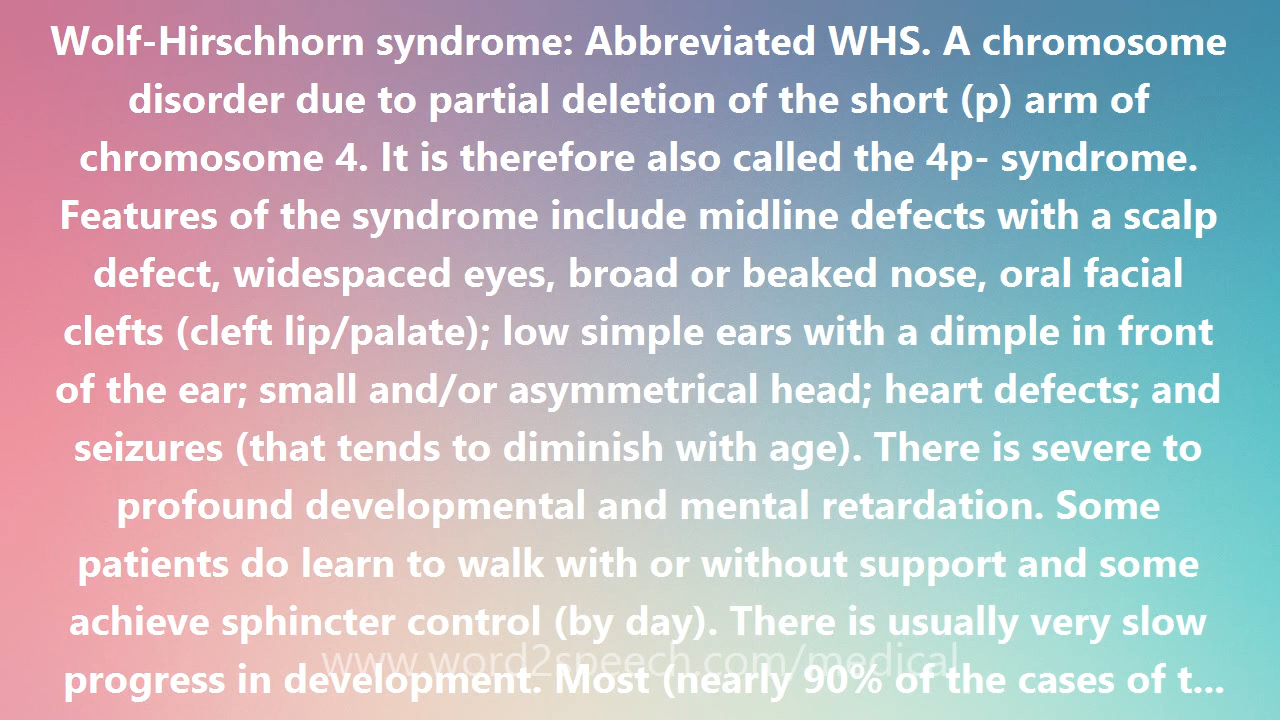 Wolf-Hirschhorn syndrome: Abbreviated WHS. A chromosome
disorder due to partial deletion of the short (p) arm of
chromosome 4. It is therefore also called the 4p- syndrome.
Features of the syndrome include midline defects with a scalp
defect, widespaced eyes, broad or beaked nose, oral facial
clefts (cleft lip/palate); low simple ears with a dimple in front
of the ear; small and/or asymmetrical head; heart defects; and
seizures (that tends to diminish with age). There is severe to
profound developmental and mental retardation. Some
patients do learn to walk with or without support and some
achieve sphincter control (by day). There is usually very slow
www.word2speech.com/medical
progress in development. Most (nearly 90% of the cases of t...